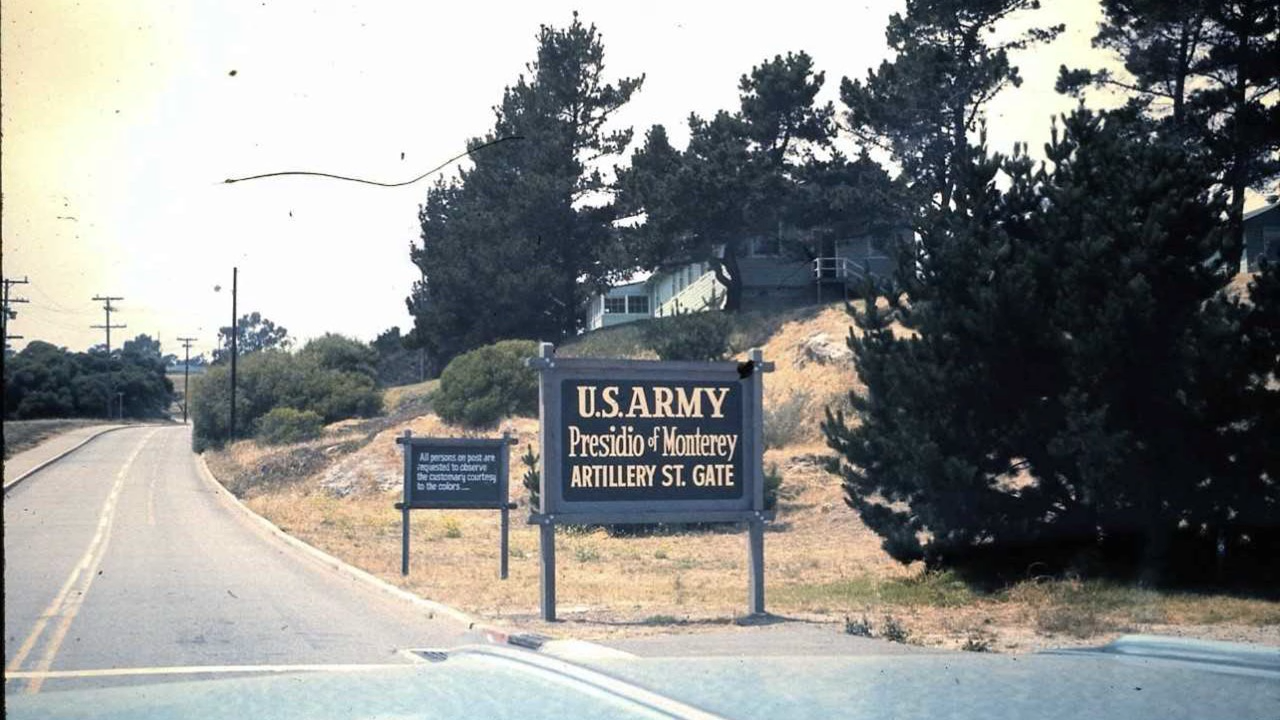 All persons on post are
requested to observe
the customary courtesy
to the colors....
U.S. ARMY
Presidio of Monterey
ARTILLERY ST. GATE